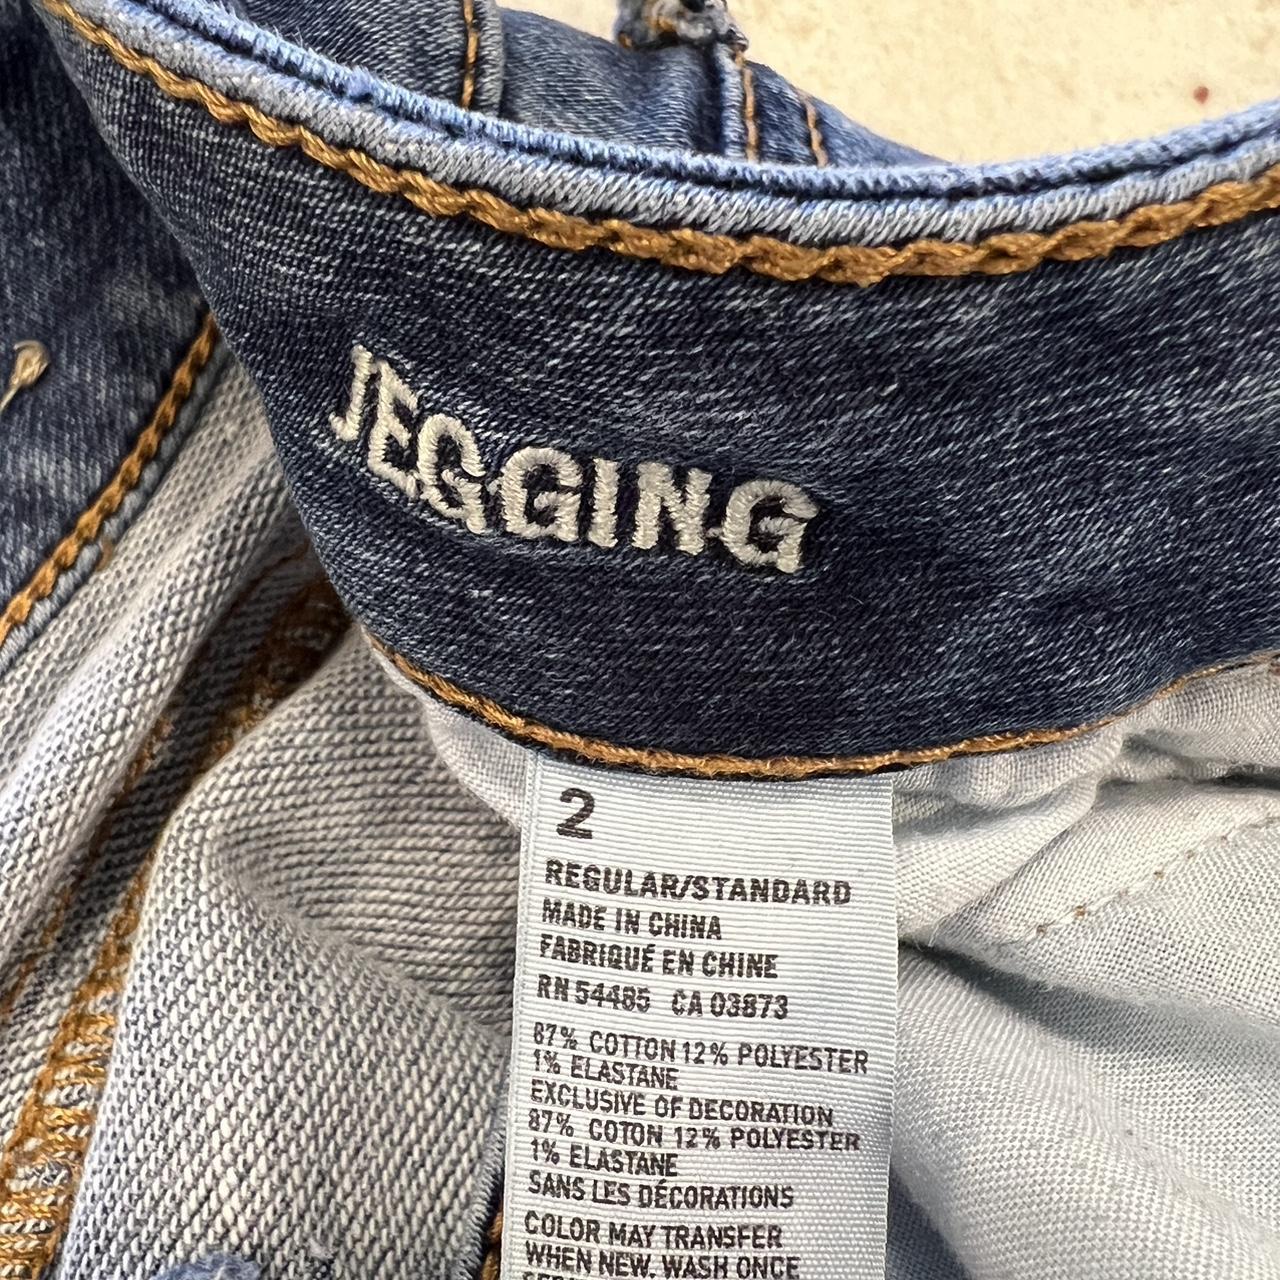 JEGGING
2
REGULAR/STANDARD
MADE IN CHINA
FABRIQUÉ EN CHINE
RN 54485 CA 03873
87% COTTON 12% POLYESTER
1% ELASTANE
EXCLUSIVE OF DECORATION
87% COTON 12% POLYESTER
1% ELASTANE
SANS LES DÉCORATIONS
COLOR MAY TRANSFER
WHEN NEW. WASH ONCE